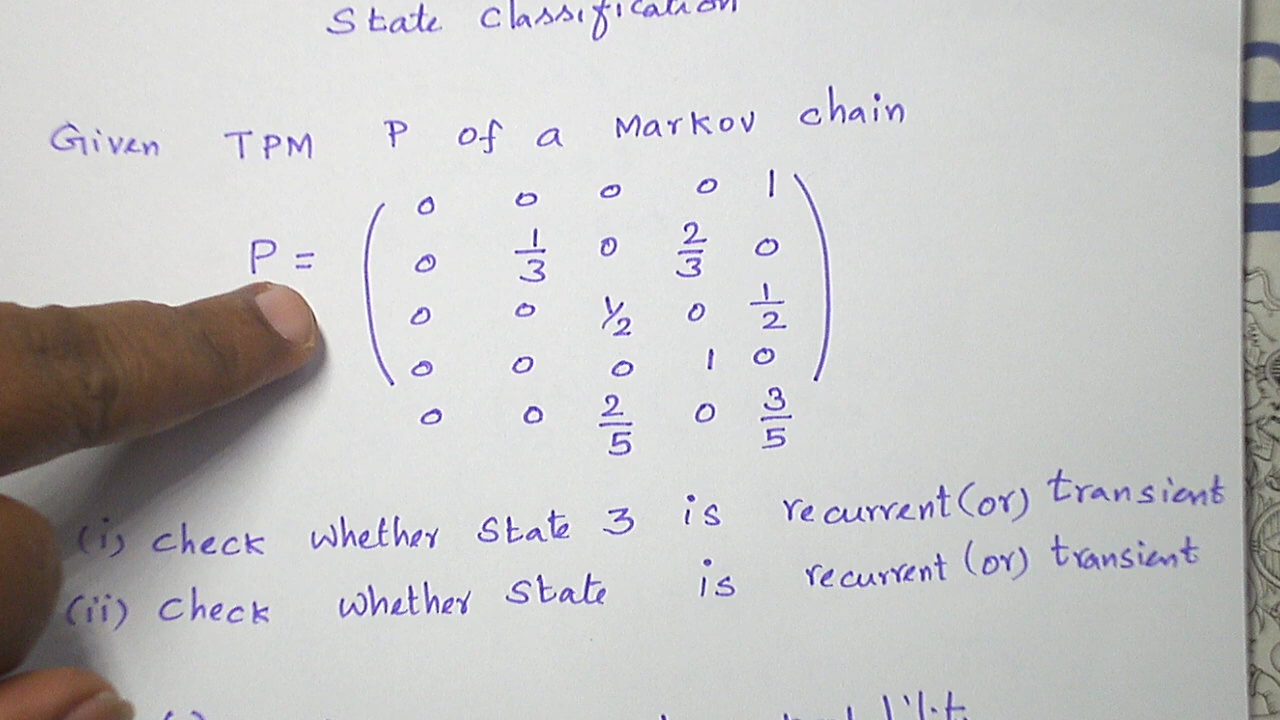 State classification
Given TPM P of a Markov chain
P =
0 0 0 0 1
0 1/3 0 2/3 0
0 0 1/2 0 1/2
0 0 0 1 0
0 0 2/5 0 3/5
(i) check whether state 3 is recurrent (or) transient
(ii) check whether state is recurrent (or) transient